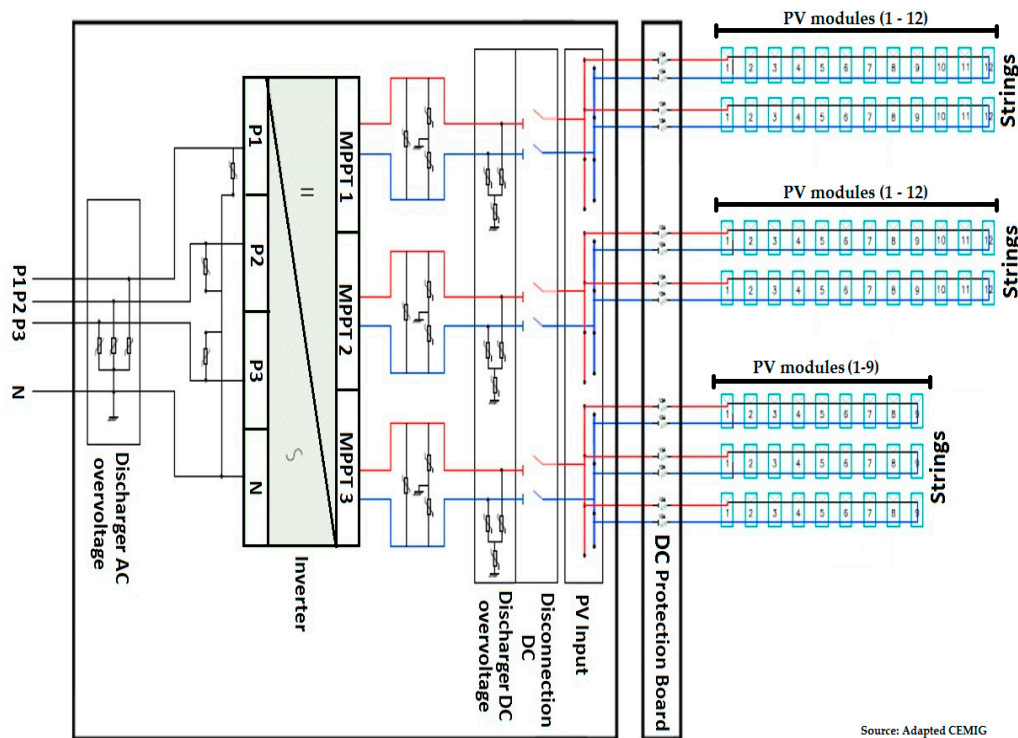 PV modules (1 - 12)
1 2 3 4 5 6 7 8 9 10 11 12
1 2 3 4 5 6 7 8 9 10 11 12
Strings
PV modules (1 - 12)
1 2 3 4 5 6 7 8 9 10 11 12
1 2 3 4 5 6 7 8 9 10 11 12
Strings
PV modules (1-9)
1 2 3 4 5 6 7 8 9
1 2 3 4 5 6 7 8 9
1 2 3 4 5 6 7 8 9
Strings
DC Protection Board
PV Input
Disconnection
DC
Discharger DC
overvoltage
MPPT 1
MPPT 2
MPPT 3
P1
P2
P3
N
Inverter
P1
P2
P3
N
Discharger AC
overvoltage
Source: Adapted CEMIG